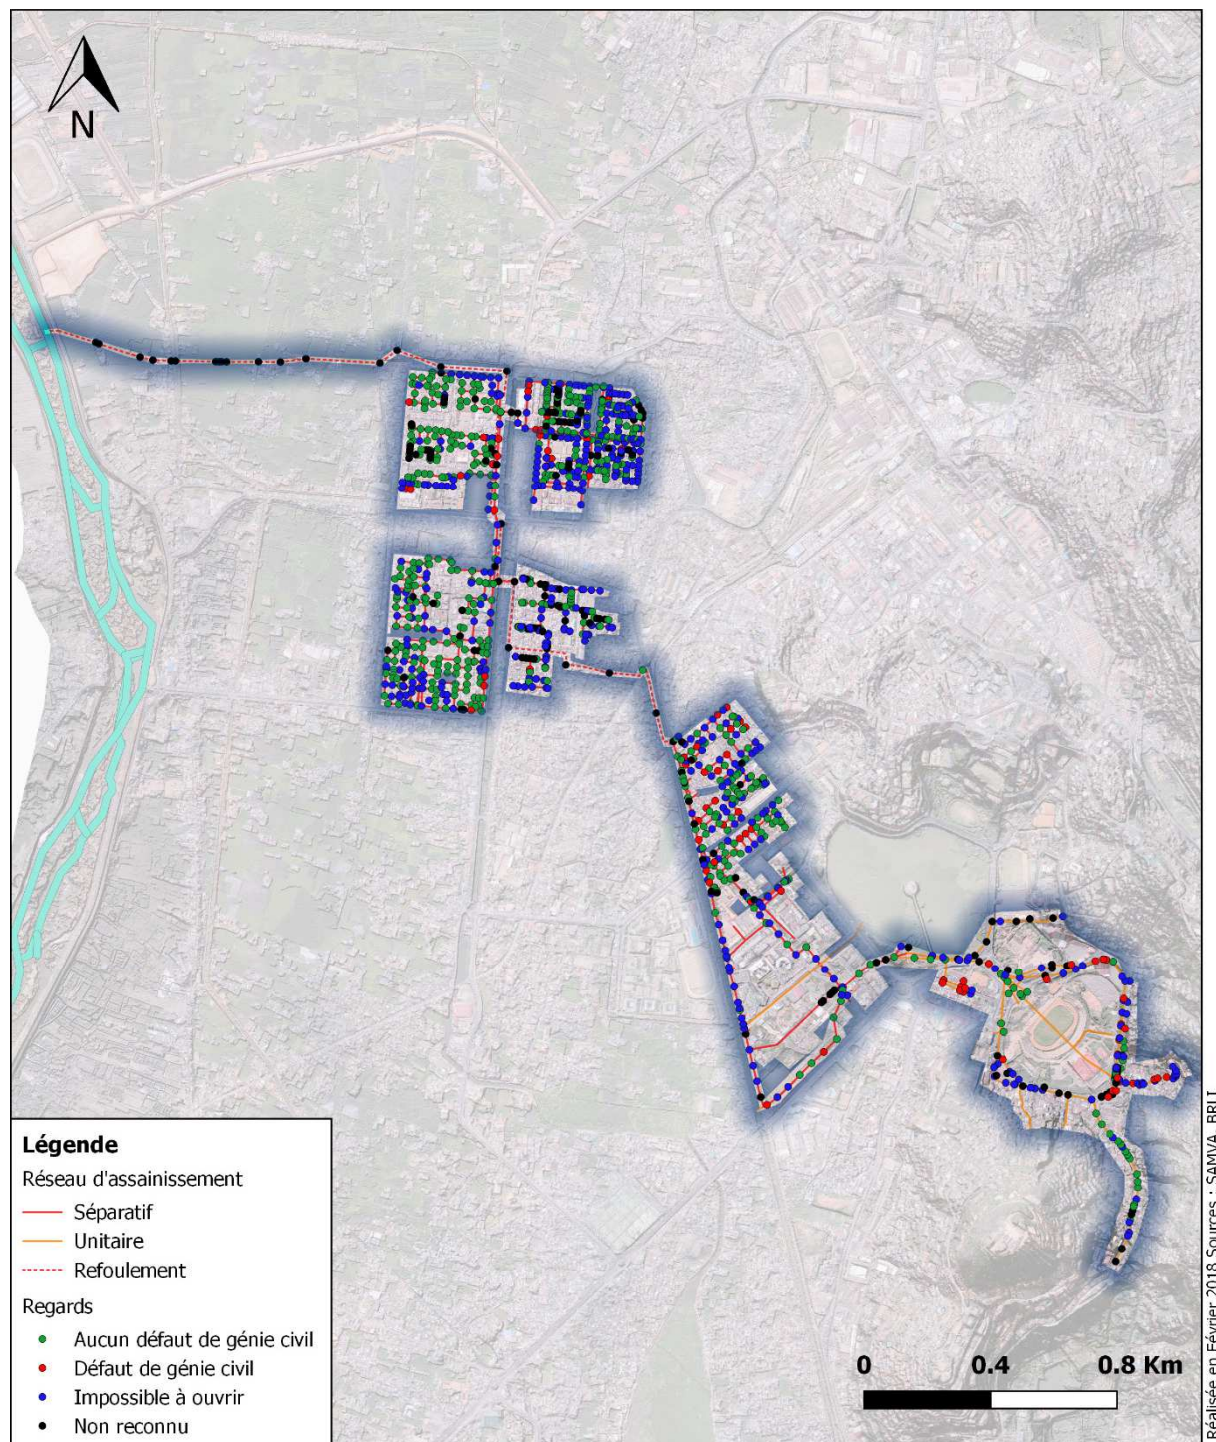 N
Légende
Réseau d'assainissement
Séparatif
Unitaire
Refoulement
Regards
Aucun défaut de génie civil
Défaut de génie civil
Impossible à ouvrir
Non reconnu
0 0.4 0.8 Km
Réalisée en Février 2018 Sources : SAMVA, BRLI